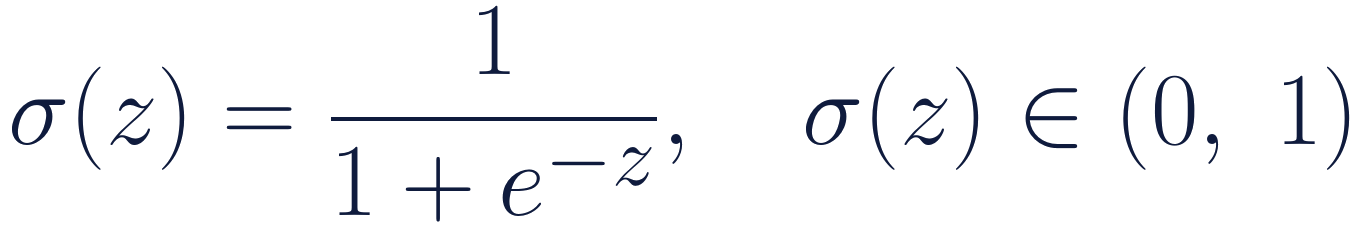 σ(z) = 1 / (1 + e^{−z}),  σ(z) ∈ (0, 1)